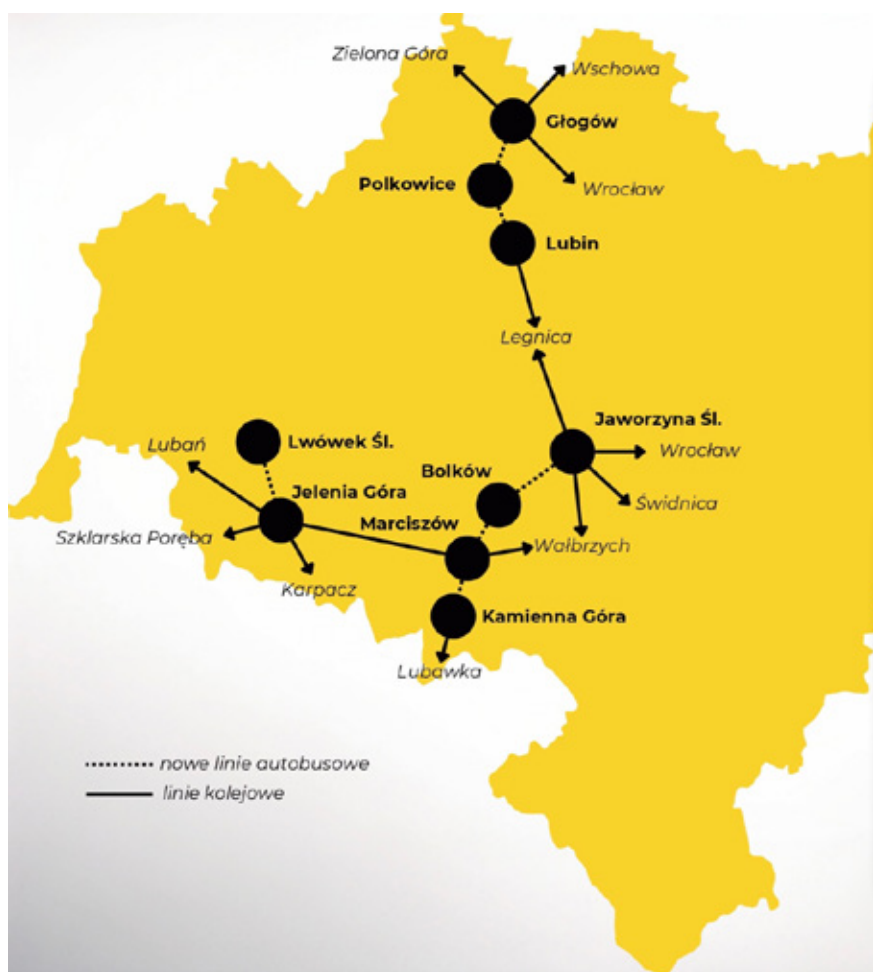 Zielona Góra
Wschowa
Głogów
Polkowice
Wrocław
Lubin
Legnica
Jaworzyna Śl.
Lwówek Śl.
Lubań
Wrocław
Bolków
Jelenia Góra
Świdnica
Marciszów
Szklarska Poręba
Wałbrzych
Karpacz
Kamienna Góra
Lubawka
nowe linie autobusowe
linie kolejowe